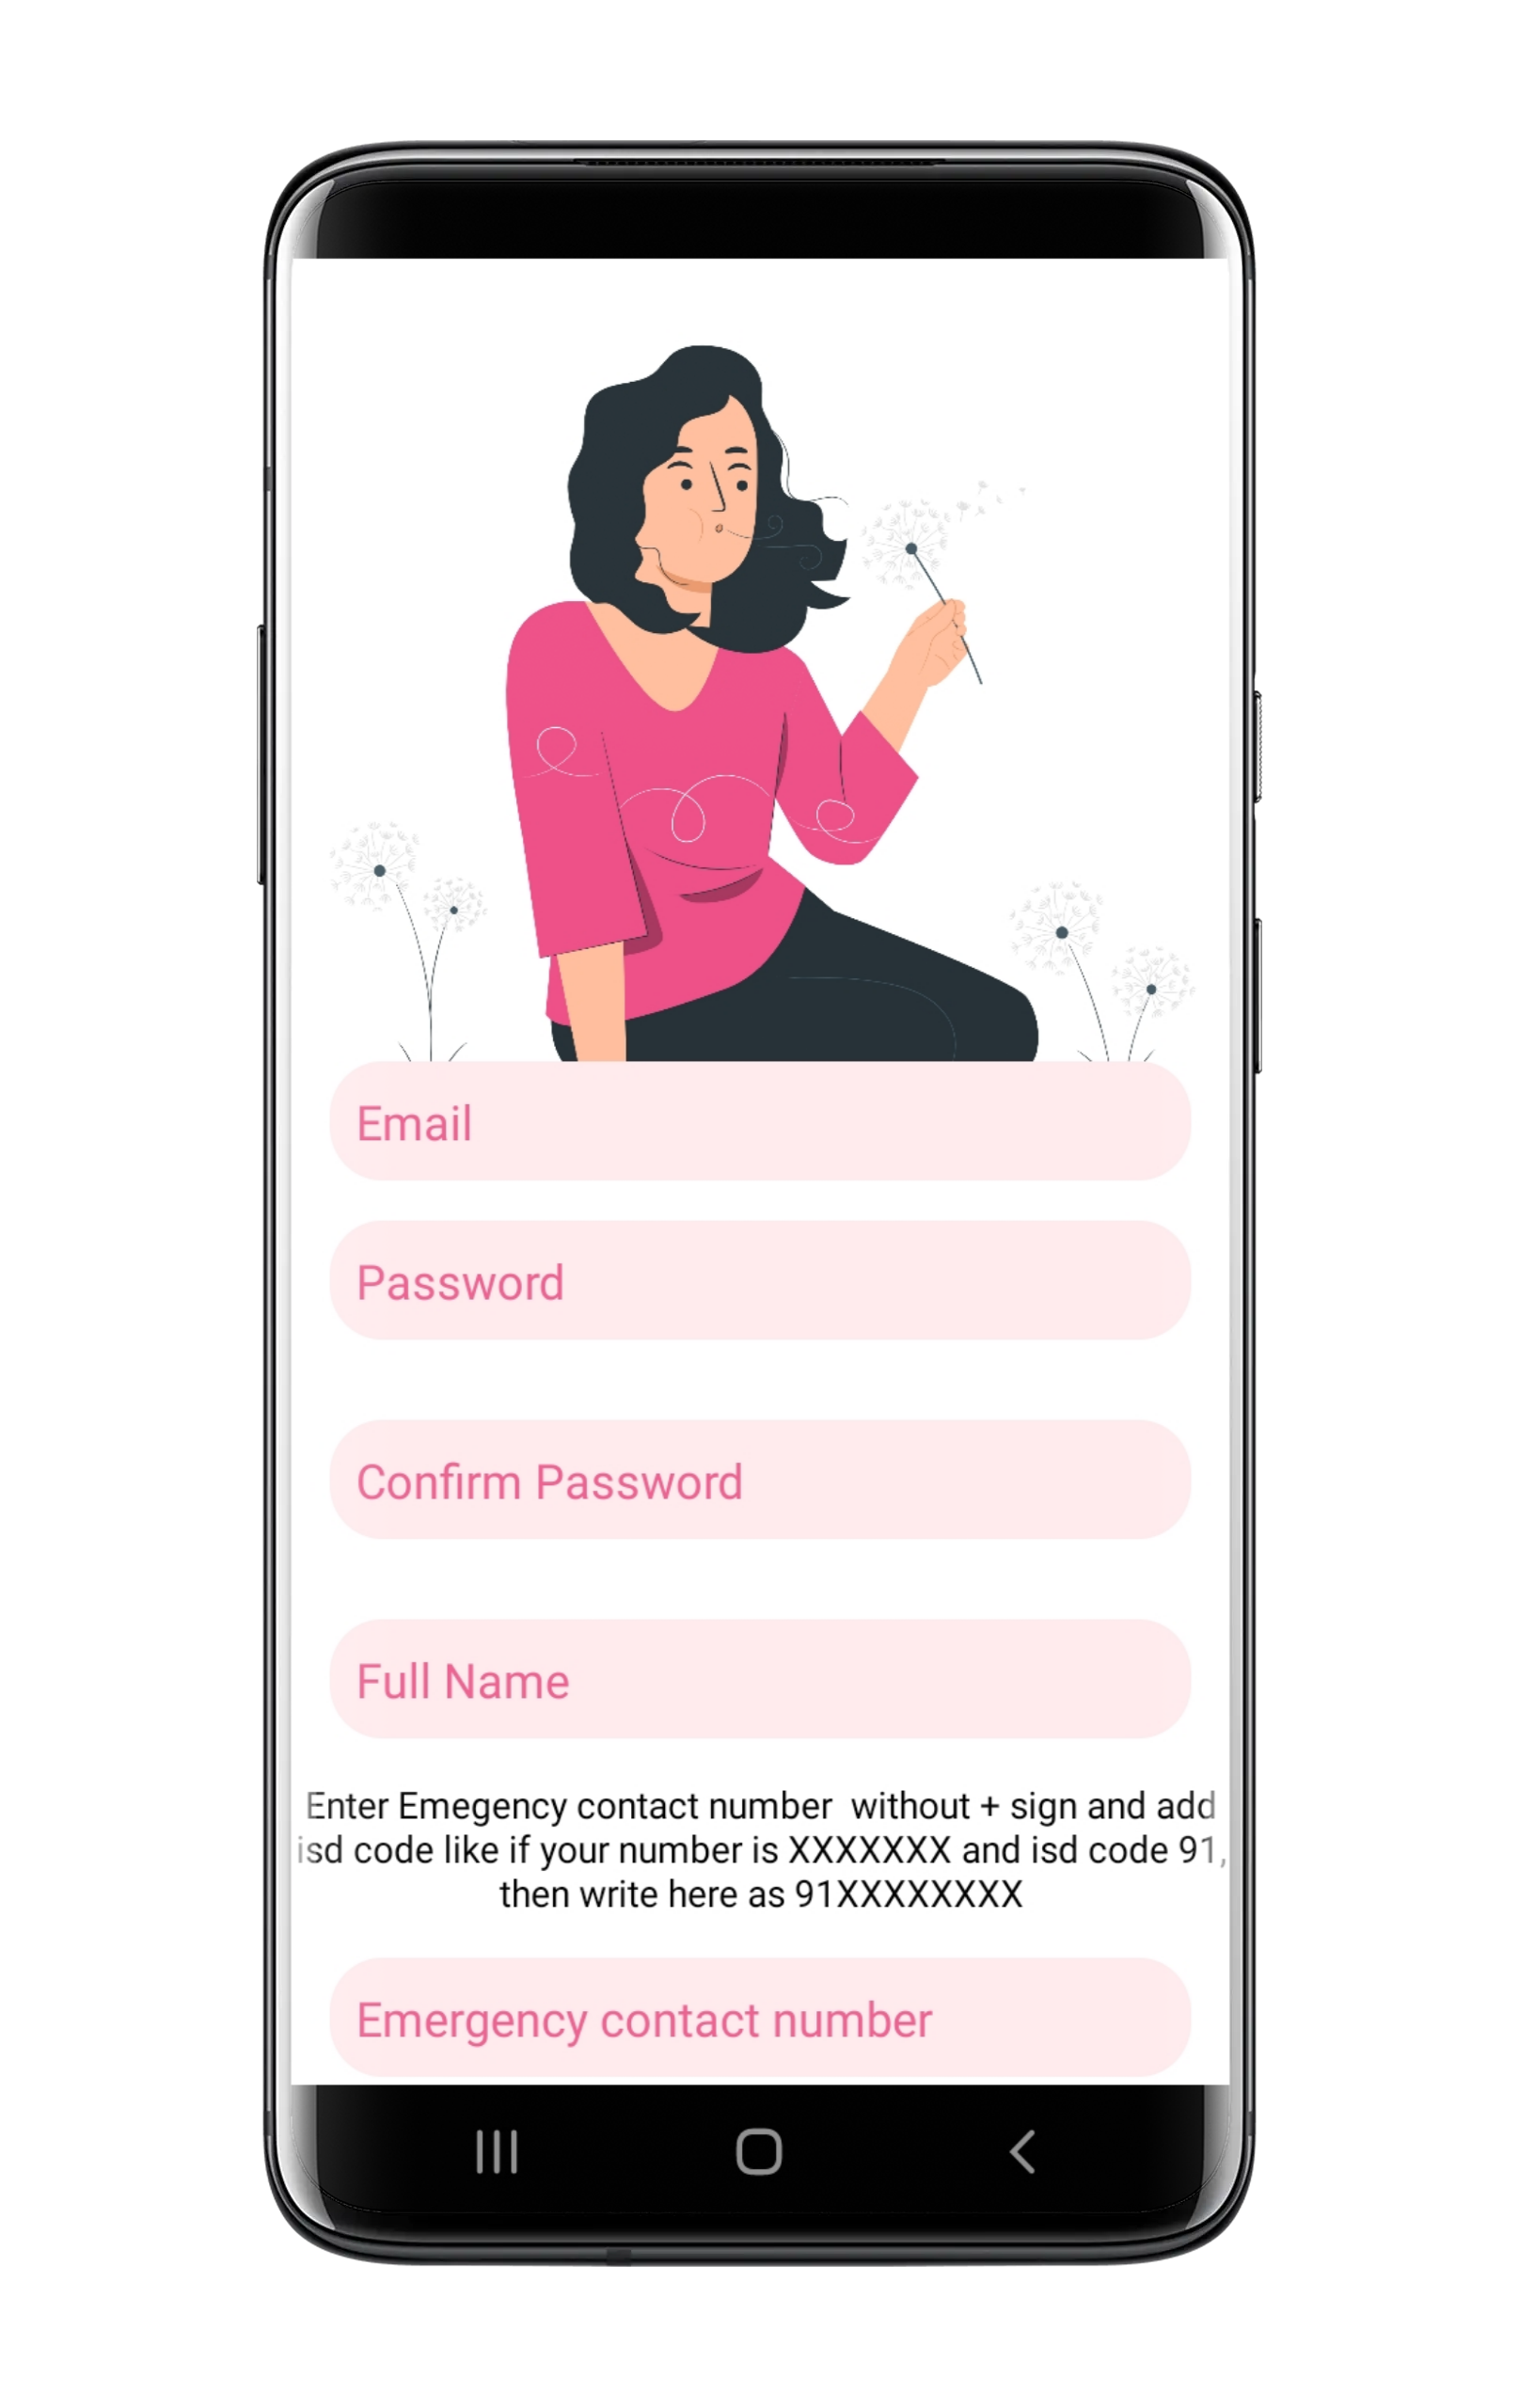 Email
Password
Confirm Password
Full Name
Enter Emegency contact number  without + sign and add
isd code like if your number is XXXXXXX and isd code 91,
then write here as 91XXXXXXXX
Emergency contact number